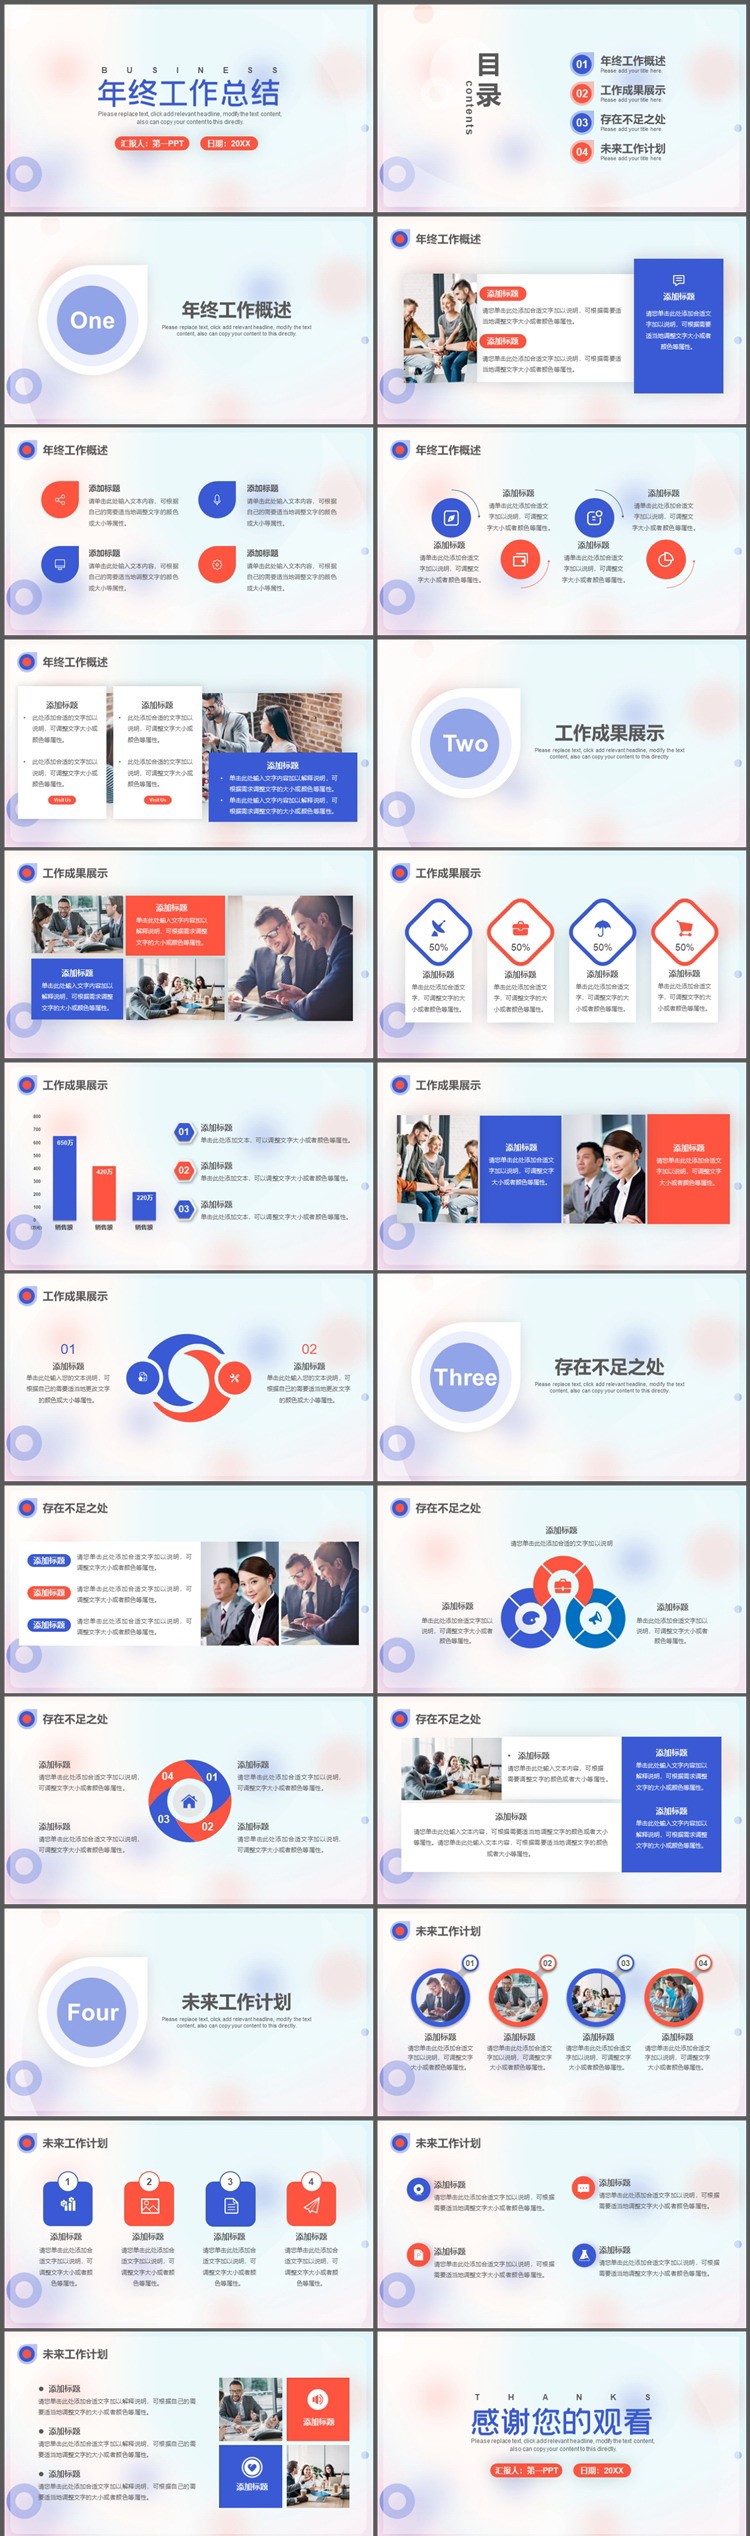 BUSINESS
年终工作总结
Please replace text, click add relevant headline, modify the text content,
also can copy your content to this directly.
汇报人：第一PPT
日期：20XX
目录
contents
01
年终工作概述
Please add your title here.
02
工作成果展示
Please add your title here.
03
存在不足之处
Please add your title here.
04
未来工作计划
Please add your title here.
One
年终工作概述
Please replace text, click add relevant headline, modify the text
content, also can copy your content to this directly.
年终工作概述
添加标题
请您单击此处添加合适文字加以说明，可根据需要适
当地调整文字大小或者颜色等属性。
添加标题
请您单击此处添加合适文字加以说明，可根据需要适
当地调整文字大小或者颜色等属性。
添加标题
请您单击此处添加合适文
字加以说明，可根据需要
适当地调整文字大小或者
颜色等属性。
年终工作概述
添加标题
请单击此处输入文本内容，可根据
自己的需要适当地调整文字的颜色
或大小等属性。
添加标题
请单击此处输入文本内容，可根据
自己的需要适当地调整文字的颜色
或大小等属性。
添加标题
请单击此处输入文本内容，可根据
自己的需要适当地调整文字的颜色
或大小等属性。
添加标题
请单击此处输入文本内容，可根据
自己的需要适当地调整文字的颜色
或大小等属性。
年终工作概述
添加标题
请单击此处添加合适文
字加以说明，可调整文
字大小或者颜色等属性。
添加标题
请单击此处添加合适文
字加以说明，可调整文
字大小或者颜色等属性。
添加标题
请单击此处添加合适文
字加以说明，可调整文
字大小或者颜色等属性。
添加标题
请单击此处添加合适文
字加以说明，可调整文
字大小或者颜色等属性。
年终工作概述
添加标题
此处添加合适的文字加以
说明，可调整文字大小或
颜色等属性。
此处添加合适的文字加以
说明，可调整文字大小或
颜色等属性。
Visit Us
添加标题
此处添加合适的文字加以
说明，可调整文字大小或
颜色等属性。
此处添加合适的文字加以
说明，可调整文字大小或
颜色等属性。
Visit Us
添加标题
单击此处输入文字内容加以解释说明，可
根据需求调整文字的大小或颜色等属性。
单击此处输入文字内容加以解释说明，可
根据需求调整文字的大小或颜色等属性。
Two
工作成果展示
Please replace text, click add relevant headline, modify the text
content, also can copy your content to this directly.
工作成果展示
添加标题
单击此处输入文字内容加以
解释说明，可根据需求调整
文字的大小或颜色等属性。
添加标题
单击此处输入文字内容加以
解释说明，可根据需求调整
文字的大小或颜色等属性。
工作成果展示
50%
50%
50%
50%
添加标题
单击此处添加合适文
字，可调整文字的大
小或颜色等属性。
添加标题
单击此处添加合适文
字，可调整文字的大
小或颜色等属性。
添加标题
单击此处添加合适文
字，可调整文字的大
小或颜色等属性。
添加标题
单击此处添加合适文
字，可调整文字的大
小或颜色等属性。
工作成果展示
800
700
600
500
400
300
200
100
0
650万
420万
220万
销售额
销售额
销售额
01
添加标题
单击此处添加文本，可以调整文字大小或者颜色等属性。
02
添加标题
单击此处添加文本，可以调整文字大小或者颜色等属性。
03
添加标题
单击此处添加文本，可以调整文字大小或者颜色等属性。
工作成果展示
添加标题
请您单击此处添加合适文
字加以说明，可调整文字
大小或者颜色等属性。
添加标题
请您单击此处添加合适文
字加以说明，可调整文字
大小或者颜色等属性。
工作成果展示
01
添加标题
单击此处输入您的文本说明，可
根据自己的需要适当地更改文字
的颜色或大小等属性。
02
添加标题
单击此处输入您的文本说明，可
根据自己的需要适当地更改文字
的颜色或大小等属性。
Three
存在不足之处
Please replace text, click add relevant headline, modify the text
content, also can copy your content to this directly.
存在不足之处
添加标题
请您单击此处添加合适文字加以说明，可
调整文字大小或者颜色等属性。
添加标题
请您单击此处添加合适文字加以说明，可
调整文字大小或者颜色等属性。
添加标题
请您单击此处添加合适文字加以说明，可
调整文字大小或者颜色等属性。
存在不足之处
添加标题
请您单击此处添加合适的文字加以说明
添加标题
单击此处添加合适文字加以
说明，可调整文字大小或者
颜色等属性。
添加标题
单击此处添加合适文字加以
说明，可调整文字大小或者
颜色等属性。
存在不足之处
添加标题
请您单击此处添加合适文字加以说明，
可调整文字大小或者颜色等属性。
添加标题
请您单击此处添加合适文字加以说明，
可调整文字大小或者颜色等属性。
04
01
03
02
添加标题
请您单击此处添加合适文字加以说明，
可调整文字大小或者颜色等属性。
添加标题
请您单击此处添加合适文字加以说明，
可调整文字大小或者颜色等属性。
存在不足之处
添加标题
请您单击此处输入文本内容，可根据
需要调整文字的颜色或者大小等属性。
添加标题
请您单击此处输入文本内容，可根据需要适当地调整文字的颜色或者大小
等属性。请您单击此处输入文本内容，可根据需要适当地调整文字的颜色
或者大小等属性。
添加标题
单击此处输入文字内容加以
解释说明，可根据需求调整
文字的大小或颜色等属性。
添加标题
单击此处输入文字内容加以
解释说明，可根据需求调整
文字的大小或颜色等属性。
Four
未来工作计划
Please replace text, click add relevant headline, modify the text
content, also can copy your content to this directly.
未来工作计划
01
02
03
04
添加标题
请您单击此处添加合适
文字加以说明，可调整文字
大小或者颜色等属性。
添加标题
请您单击此处添加合适
文字加以说明，可调整文字
大小或者颜色等属性。
添加标题
请您单击此处添加合适
文字加以说明，可调整文字
大小或者颜色等属性。
添加标题
请您单击此处添加合适
文字加以说明，可调整文字
大小或者颜色等属性。
未来工作计划
1
2
3
4
添加标题
请您单击此处添加合
适文字加以说明，可
调整文字大小或者颜
色等属性。
添加标题
请您单击此处添加合
适文字加以说明，可
调整文字大小或者颜
色等属性。
添加标题
请您单击此处添加合
适文字加以说明，可
调整文字大小或者颜
色等属性。
添加标题
请您单击此处添加合
适文字加以说明，可
调整文字大小或者颜
色等属性。
未来工作计划
添加标题
请您单击此处添加合适文字加以说明，可根据
需要适当地调整文字大小或者颜色等属性。
添加标题
请您单击此处添加合适文字加以说明，可根据
需要适当地调整文字大小或者颜色等属性。
添加标题
请您单击此处添加合适文字加以说明，可根据
需要适当地调整文字大小或者颜色等属性。
添加标题
请您单击此处添加合适文字加以说明，可根据
需要适当地调整文字大小或者颜色等属性。
未来工作计划
添加标题
请您单击此处添加合适文字加以解释说明，可根据自己的需
要适当地调整文字的大小或者颜色等属性。
添加标题
请您单击此处添加合适文字加以解释说明，可根据自己的需
要适当地调整文字的大小或者颜色等属性。
添加标题
请您单击此处添加合适文字加以解释说明，可根据自己的需
要适当地调整文字的大小或者颜色等属性。
添加标题
添加标题
THANKS
感谢您的观看
Please replace text, click add relevant headline, modify the text content,
also can copy your content to this directly.
汇报人：第一PPT
日期：20XX